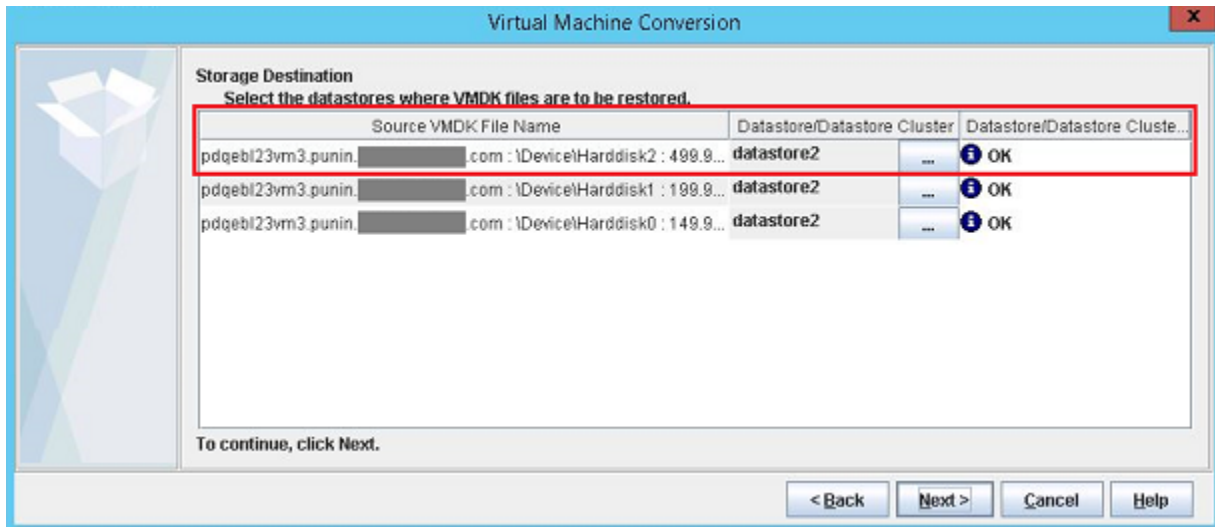 Virtual Machine Conversion
x
Storage Destination
Select the datastores where VMDK files are to be restored.
Source VMDK File Name Datastore/Datastore Cluster Datastore/Datastore Cluste...
pdqebl23vm3.punin. .com : \Device\Harddisk2 : 499.9... datastore2 ... OK
pdqebl23vm3.punin. .com : \Device\Harddisk1 : 199.9... datastore2 ... OK
pdqebl23vm3.punin. .com : \Device\Harddisk0 : 149.9... datastore2 ... OK
To continue, click Next.
< Back Next > Cancel Help